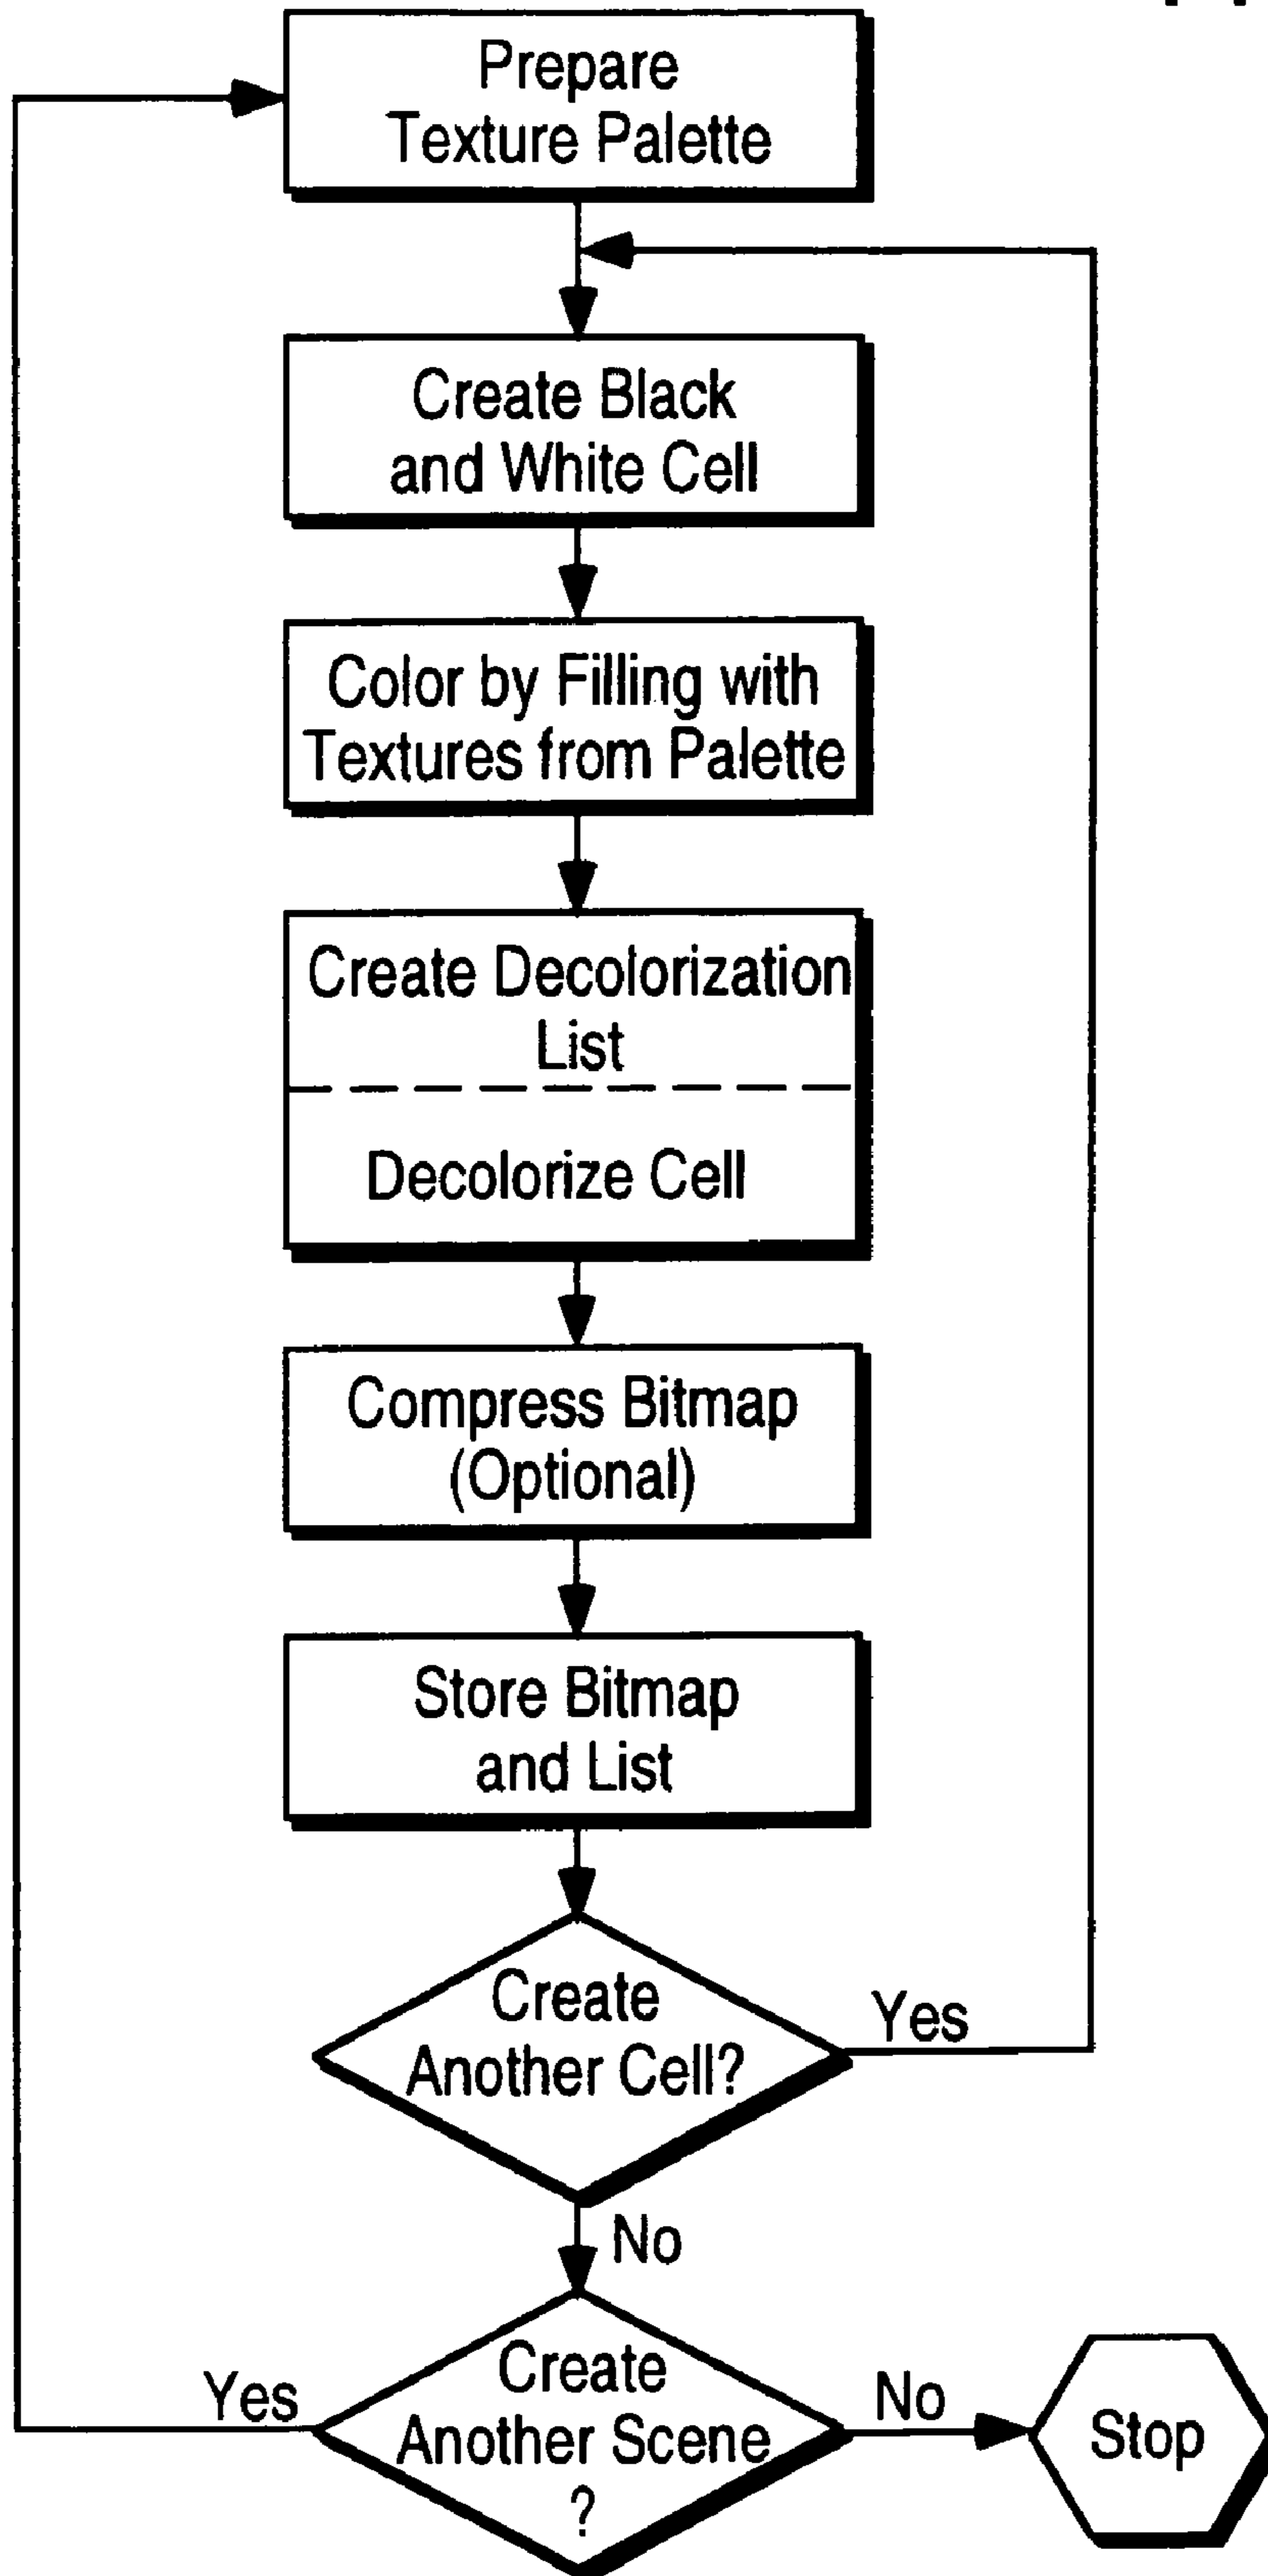 Prepare
Texture Palette
Create Black
and White Cell
Color by Filling with
Textures from Palette
Create Decolorization
List
Decolorize Cell
Compress Bitmap
(Optional)
Store Bitmap
and List
Create
Another Cell?
Yes
No
Create
Another Scene
?
Yes
No
Stop